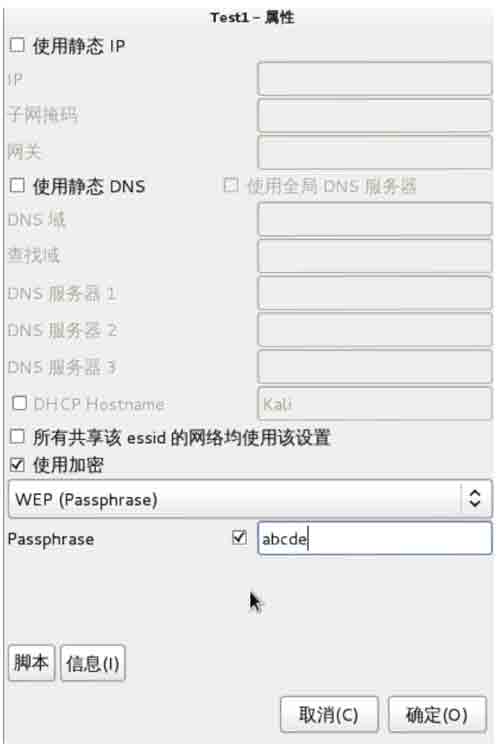 Test1 – 属性
使用静态 IP
IP
子网掩码
网关
使用静态 DNS 使用全局 DNS 服务器
DNS 域
查找域
DNS 服务器 1
DNS 服务器 2
DNS 服务器 3
DHCP Hostname Kali
所有共享该 essid 的网络均使用该设置
使用加密
WEP (Passphrase)
Passphrase abcde
脚本 信息(I)
取消(C) 确定(O)